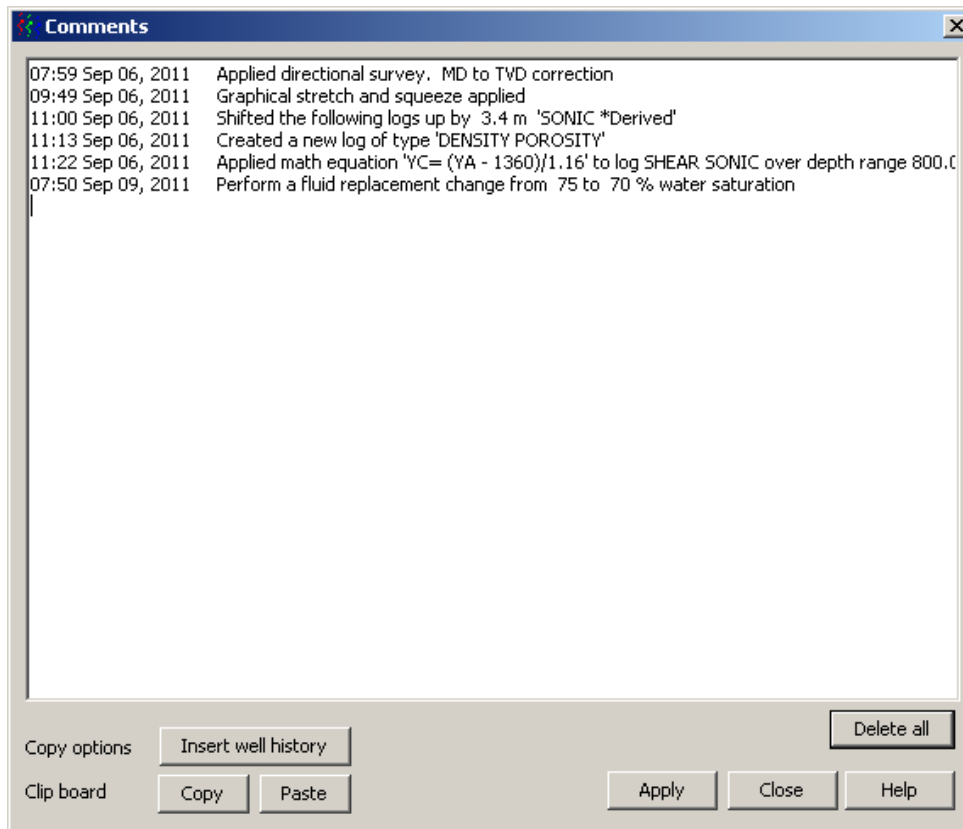 Comments
07:59 Sep 06, 2011 Applied directional survey. MD to TVD correction
09:49 Sep 06, 2011 Graphical stretch and squeeze applied
11:00 Sep 06, 2011 Shifted the following logs up by 3.4 m 'SONIC *Derived'
11:13 Sep 06, 2011 Created a new log of type 'DENSITY POROSITY'
11:22 Sep 06, 2011 Applied math equation 'YC= (YA - 1360)/1.16' to log SHEAR SONIC over depth range 800.0
07:50 Sep 09, 2011 Perform a fluid replacement change from 75 to 70 % water saturation
Delete all
Copy options Insert well history
Clip board Copy Paste Apply Close Help